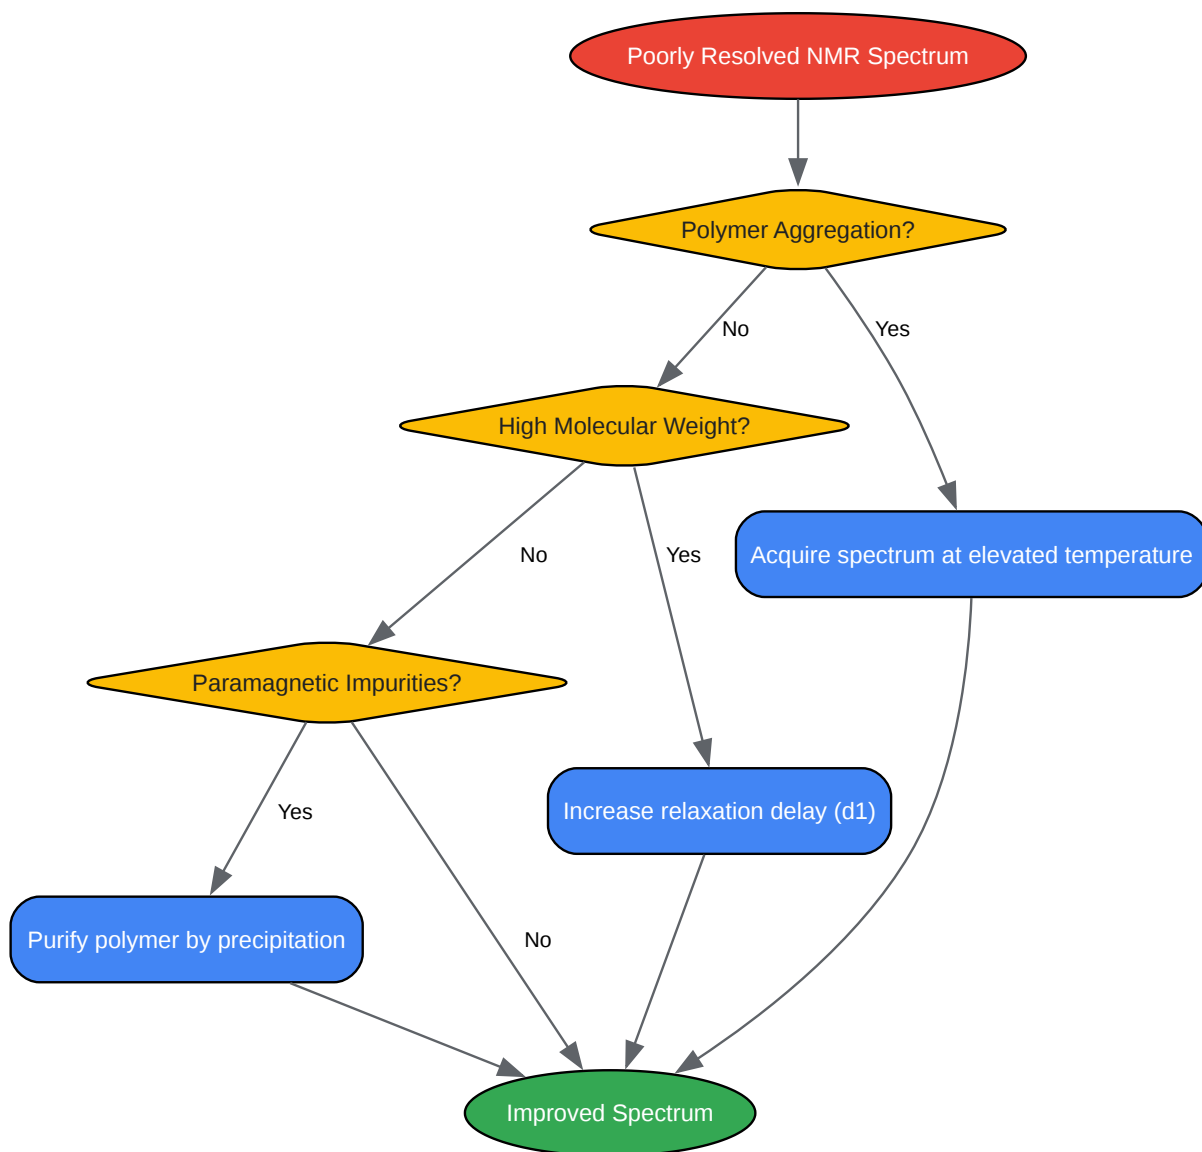 Poorly Resolved NMR Spectrum
Polymer Aggregation?
No
Yes
High Molecular Weight?
No
Yes
Acquire spectrum at elevated temperature
Paramagnetic Impurities?
Yes
Increase relaxation delay (d1)
Purify polymer by precipitation
No
Improved Spectrum